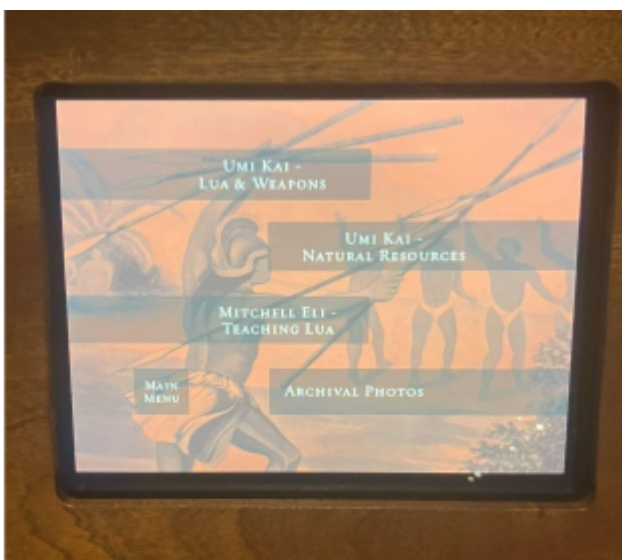 UMI KAI -
LUA & WEAPONS
UMI KAI -
NATURAL RESOURCES
MITCHELL ELI -
TEACHING LUA
MAIN
MENU
ARCHIVAL PHOTOS